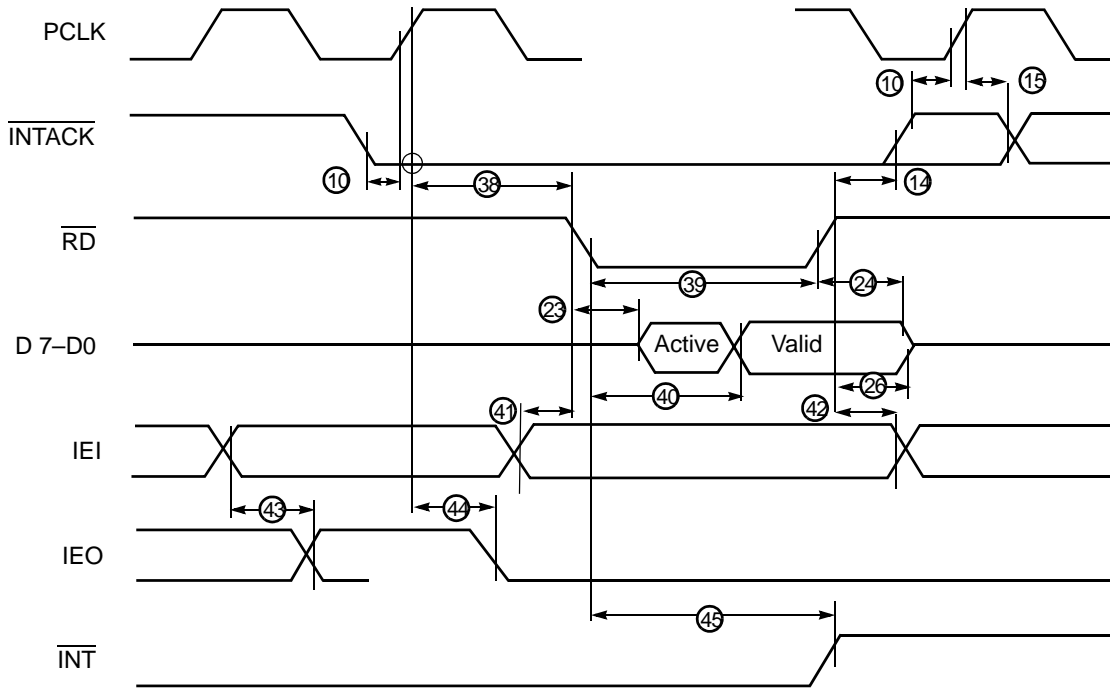 PCLK
10 15
INTACK
10 38 14
RD
39 24
23
D 7–D0 Active Valid
26
40
41 42
IEI
43 44
IEO
45
INT